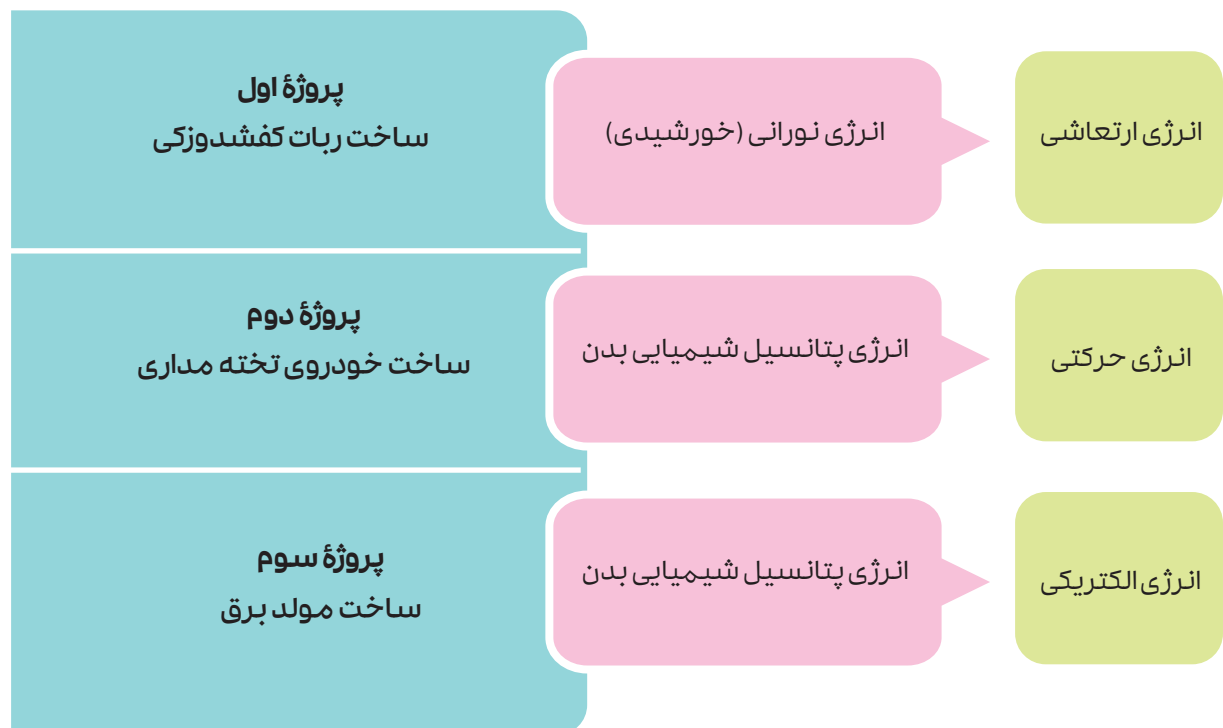 پروژهٔ اول
ساخت ربات کفشدوزکی
انرژی نورانی (خورشیدی)
انرژی ارتعاشی
پروژهٔ دوم
ساخت خودروی تخته مداری
انرژی پتانسیل شیمیایی بدن
انرژی حرکتی
پروژهٔ سوم
ساخت مولد برق
انرژی پتانسیل شیمیایی بدن
انرژی الکتریکی